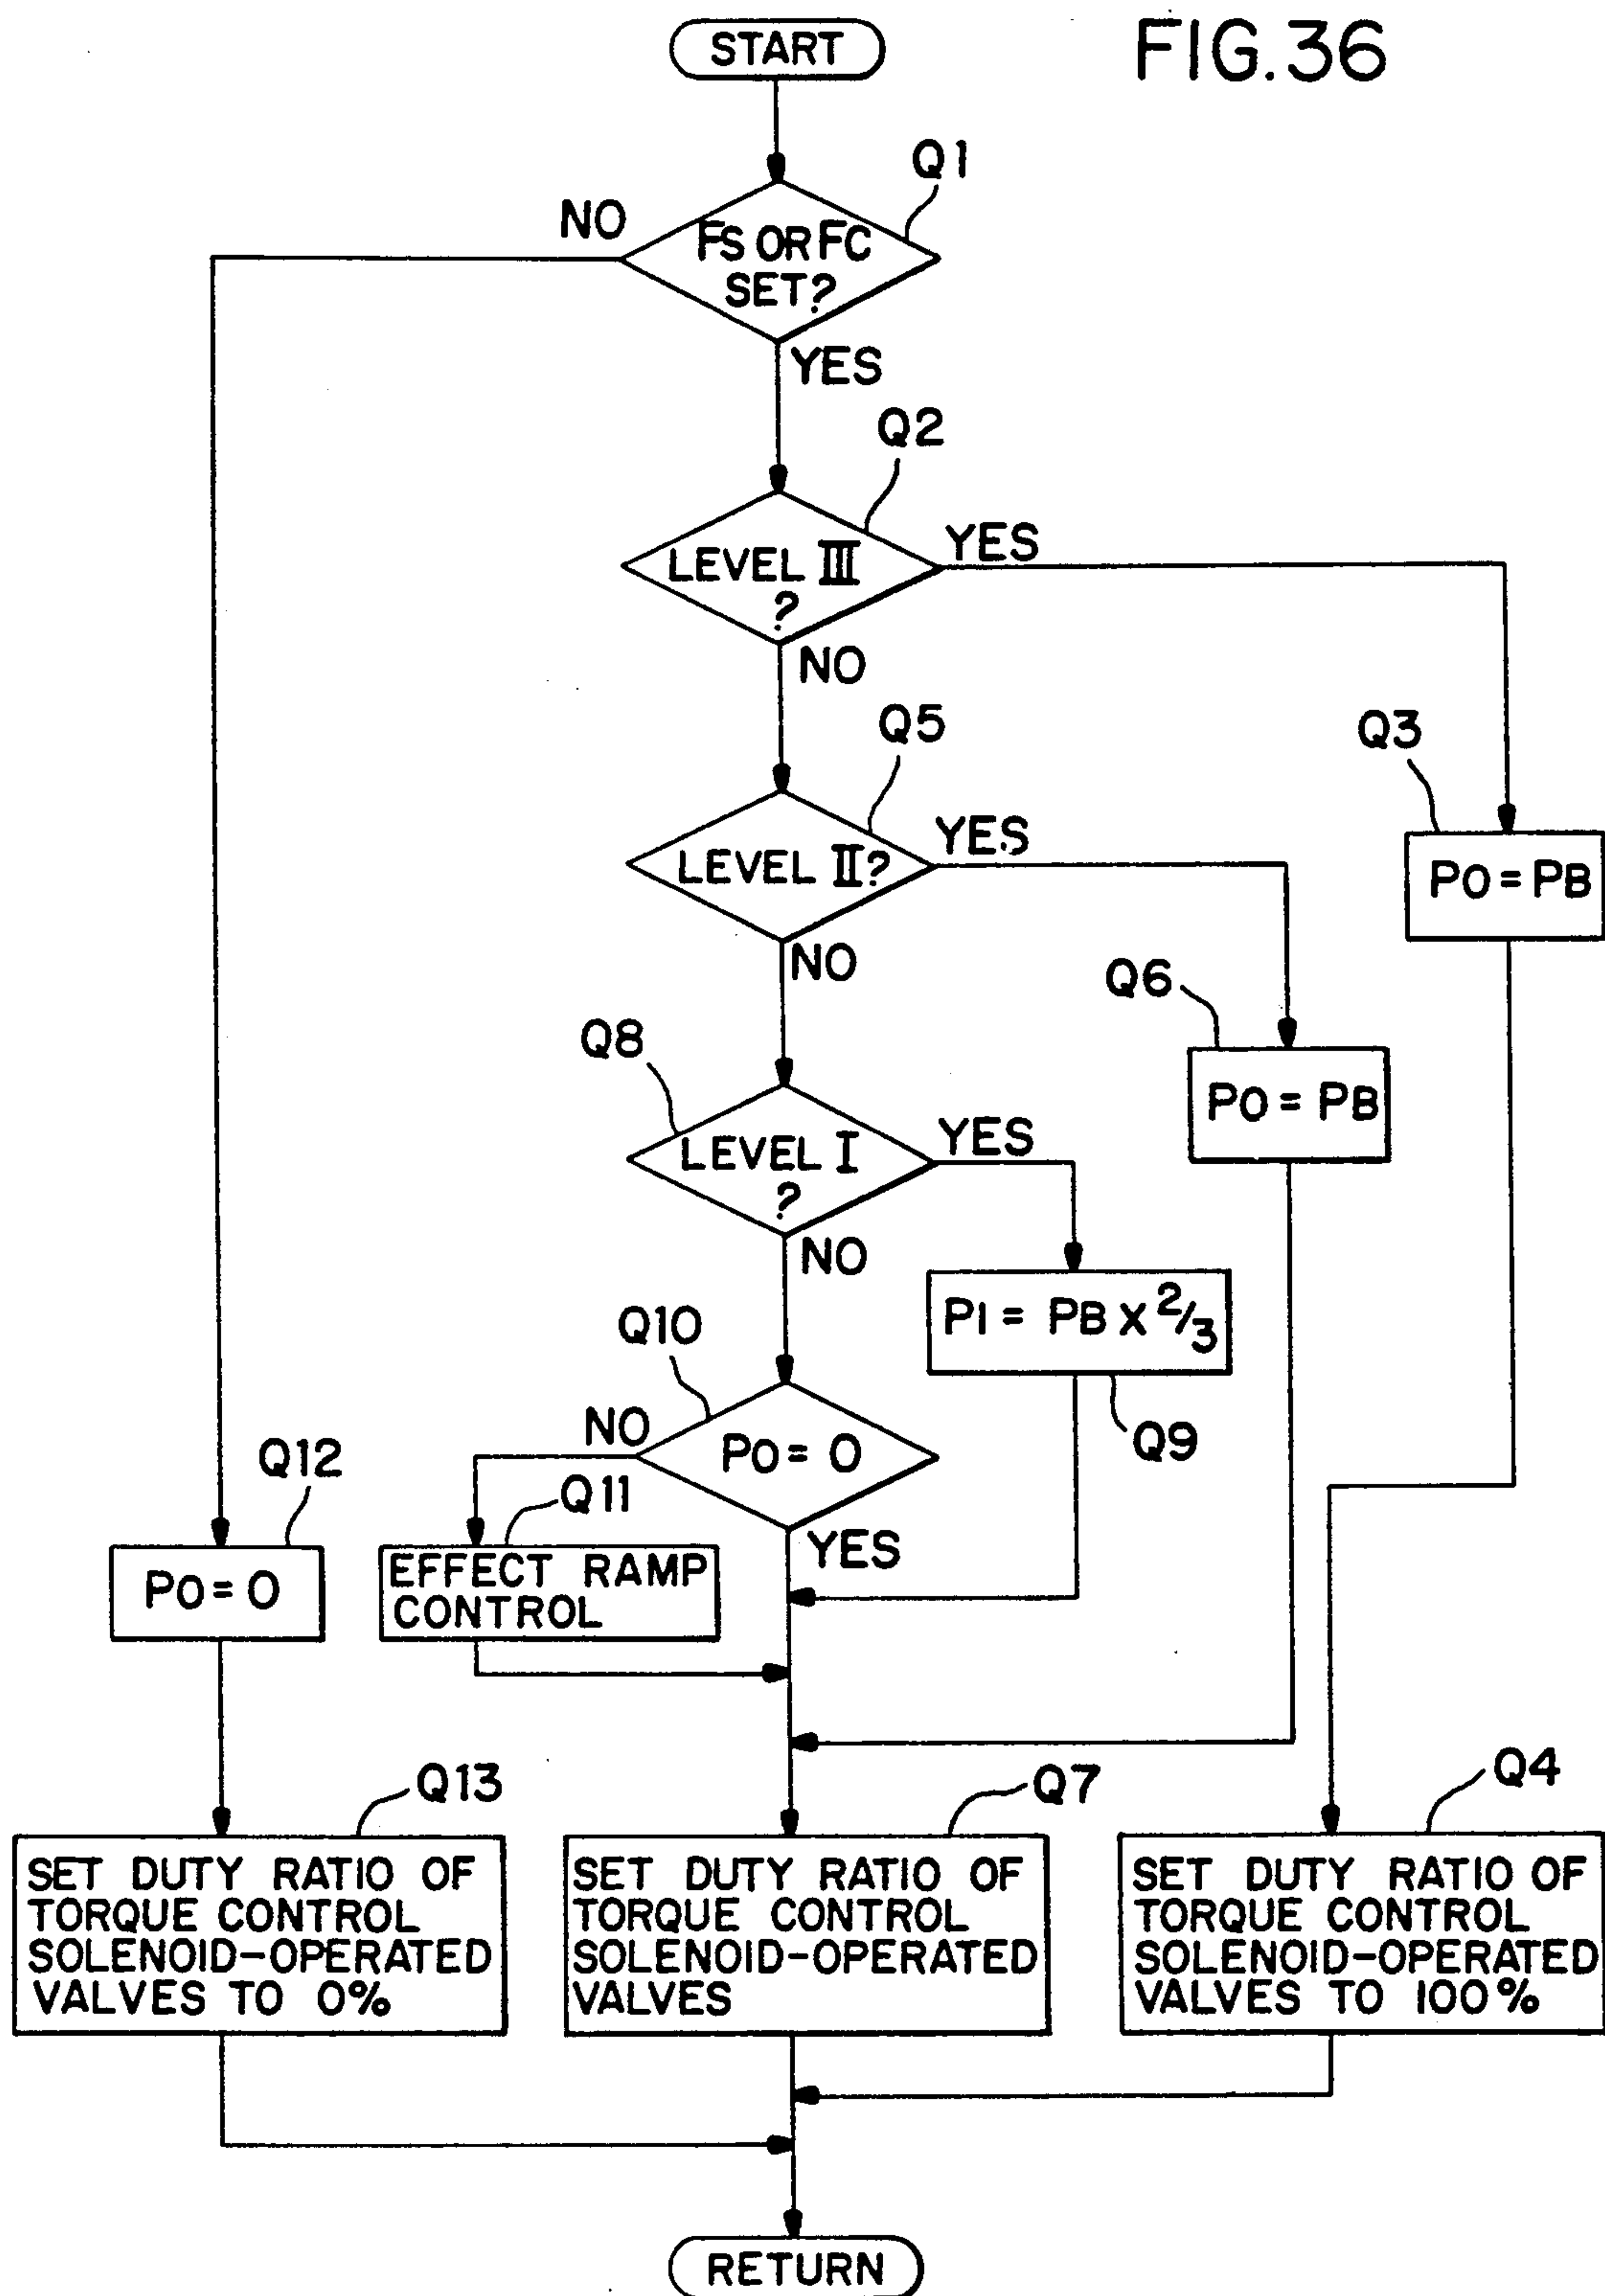 START
FIG.36
Q1
NO
FS OR FC
SET?
YES
Q2
LEVEL III
?
YES
NO
Q5
Q3
LEVEL II?
YES
PO = PB
NO
Q6
Q8
PO = PB
LEVEL I
?
YES
NO
P1 = PB X 2/3
Q10
Q9
NO
PO = 0
Q12
Q11
YES
PO = 0
EFFECT RAMP
CONTROL
Q13
Q7
Q4
SET DUTY RATIO OF
TORQUE CONTROL
SOLENOID-OPERATED
VALVES TO 0%
SET DUTY RATIO OF
TORQUE CONTROL
SOLENOID-OPERATED
VALVES
SET DUTY RATIO OF
TORQUE CONTROL
SOLENOID-OPERATED
VALVES TO 100%
RETURN